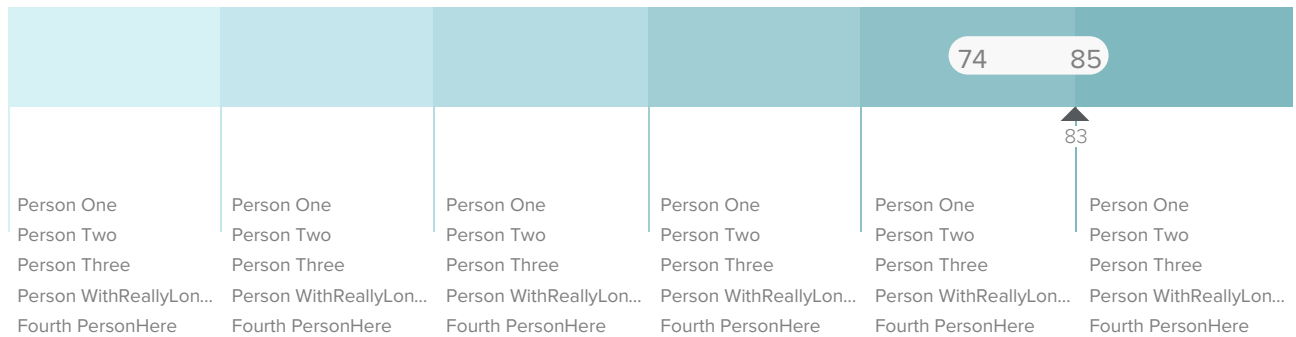 74 85
83
Person One Person One Person One Person One Person One Person One
Person Two Person Two Person Two Person Two Person Two Person Two
Person Three Person Three Person Three Person Three Person Three Person Three
Person WithReallyLon... Person WithReallyLon... Person WithReallyLon... Person WithReallyLon... Person WithReallyLon... Person WithReallyLon...
Fourth PersonHere Fourth PersonHere Fourth PersonHere Fourth PersonHere Fourth PersonHere Fourth PersonHere